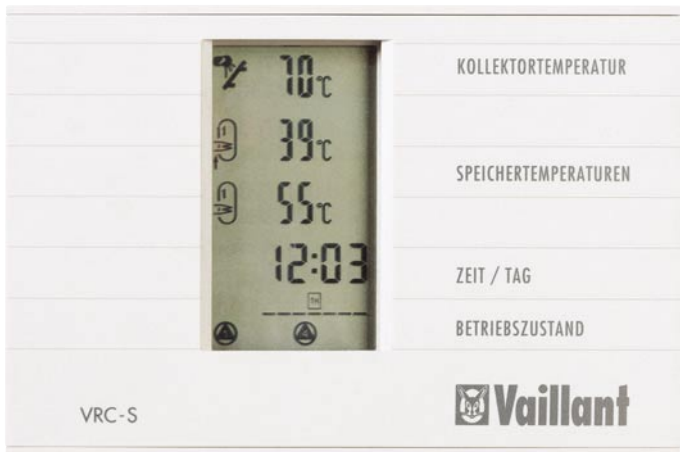 70°C KOLLEKTORTEMPERATUR
39°C
SPEICHERTEMPERATUREN
55°C
12:03 ZEIT / TAG
TH
BETRIEBSZUSTAND
VRC-S Vaillant